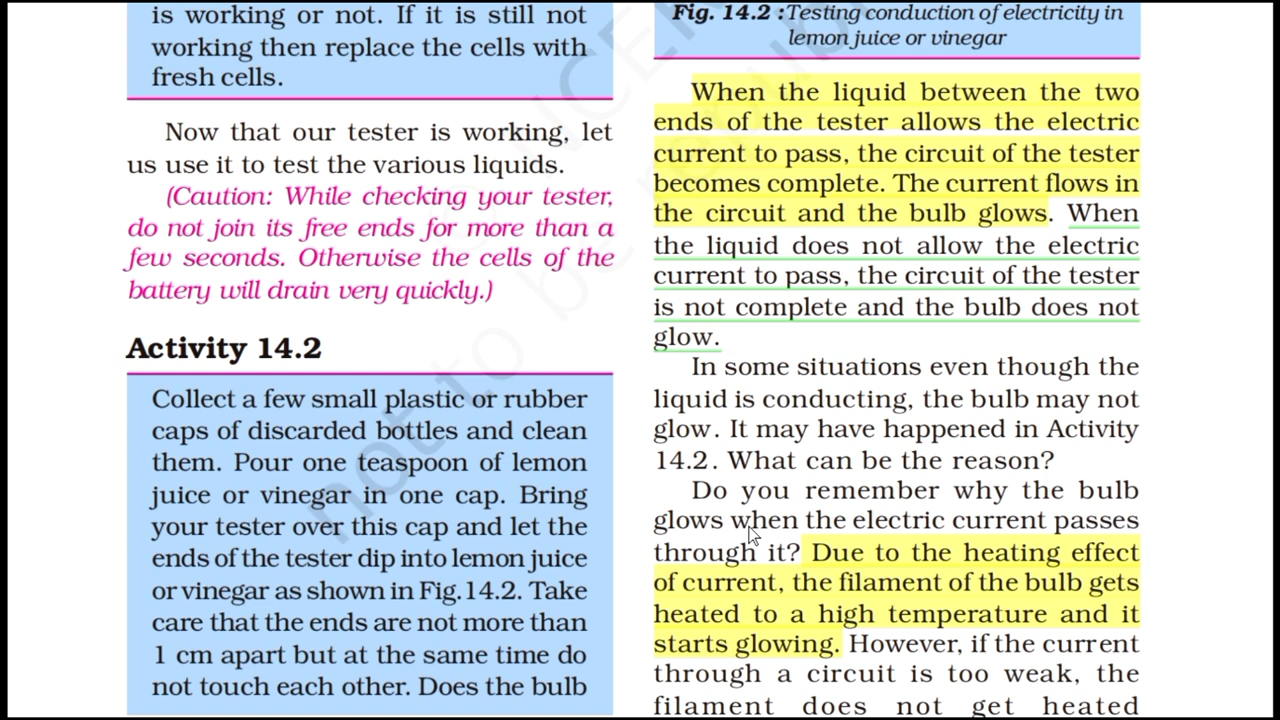 is working or not. If it is still not
working then replace the cells with
fresh cells.
Now that our tester is working, let
us use it to test the various liquids.
(Caution: While checking your tester,
do not join its free ends for more than a
few seconds. Otherwise the cells of the
battery will drain very quickly.)
Activity 14.2
Collect a few small plastic or rubber
caps of discarded bottles and clean
them. Pour one teaspoon of lemon
juice or vinegar in one cap. Bring
your tester over this cap and let the
ends of the tester dip into lemon juice
or vinegar as shown in Fig.14.2. Take
care that the ends are not more than
1 cm apart but at the same time do
not touch each other. Does the bulb
Fig. 14.2 : Testing conduction of electricity in
lemon juice or vinegar
When the liquid between the two
ends of the tester allows the electric
current to pass, the circuit of the tester
becomes complete. The current flows in
the circuit and the bulb glows. When
the liquid does not allow the electric
current to pass, the circuit of the tester
is not complete and the bulb does not
glow.
In some situations even though the
liquid is conducting, the bulb may not
glow. It may have happened in Activity
14.2. What can be the reason?
Do you remember why the bulb
glows when the electric current passes
through it? Due to the heating effect
of current, the filament of the bulb gets
heated to a high temperature and it
starts glowing. However, if the current
through a circuit is too weak, the
filament does not get heated
not to be